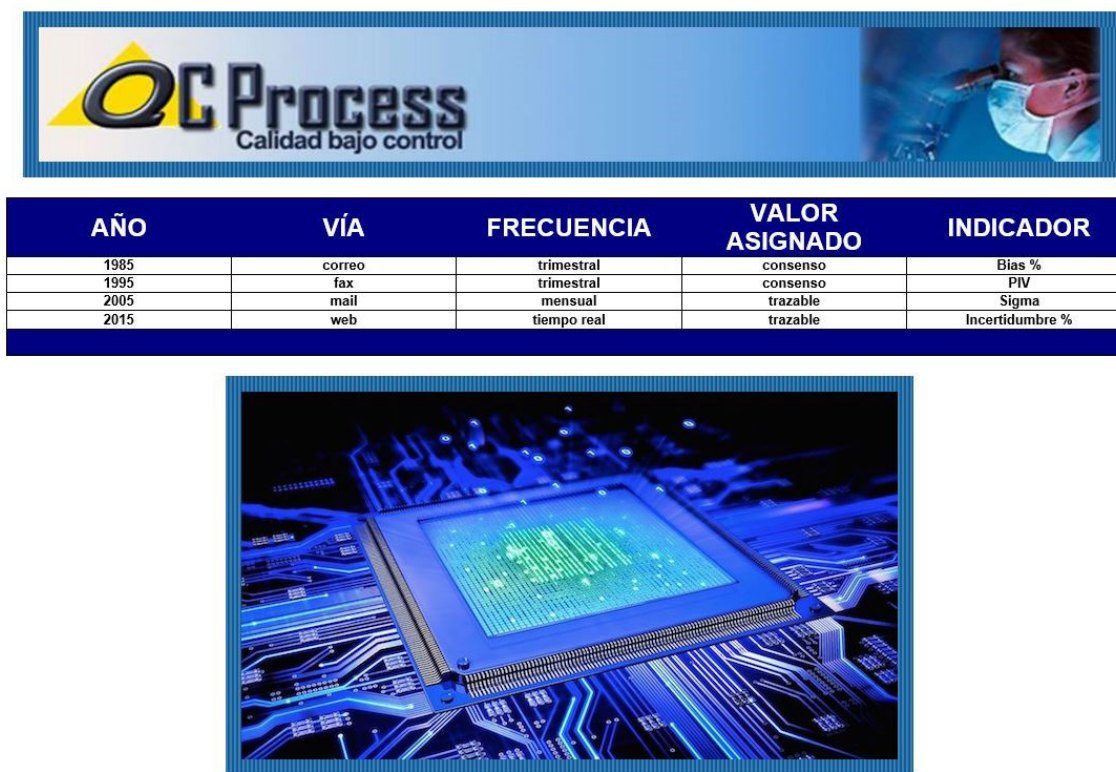 QC Process
Calidad bajo control
AÑO VÍA FRECUENCIA VALOR ASIGNADO INDICADOR
1985 correo trimestral consenso Bias %
1995 fax trimestral consenso PIV
2005 mail mensual trazable Sigma
2015 web tiempo real trazable Incertidumbre %